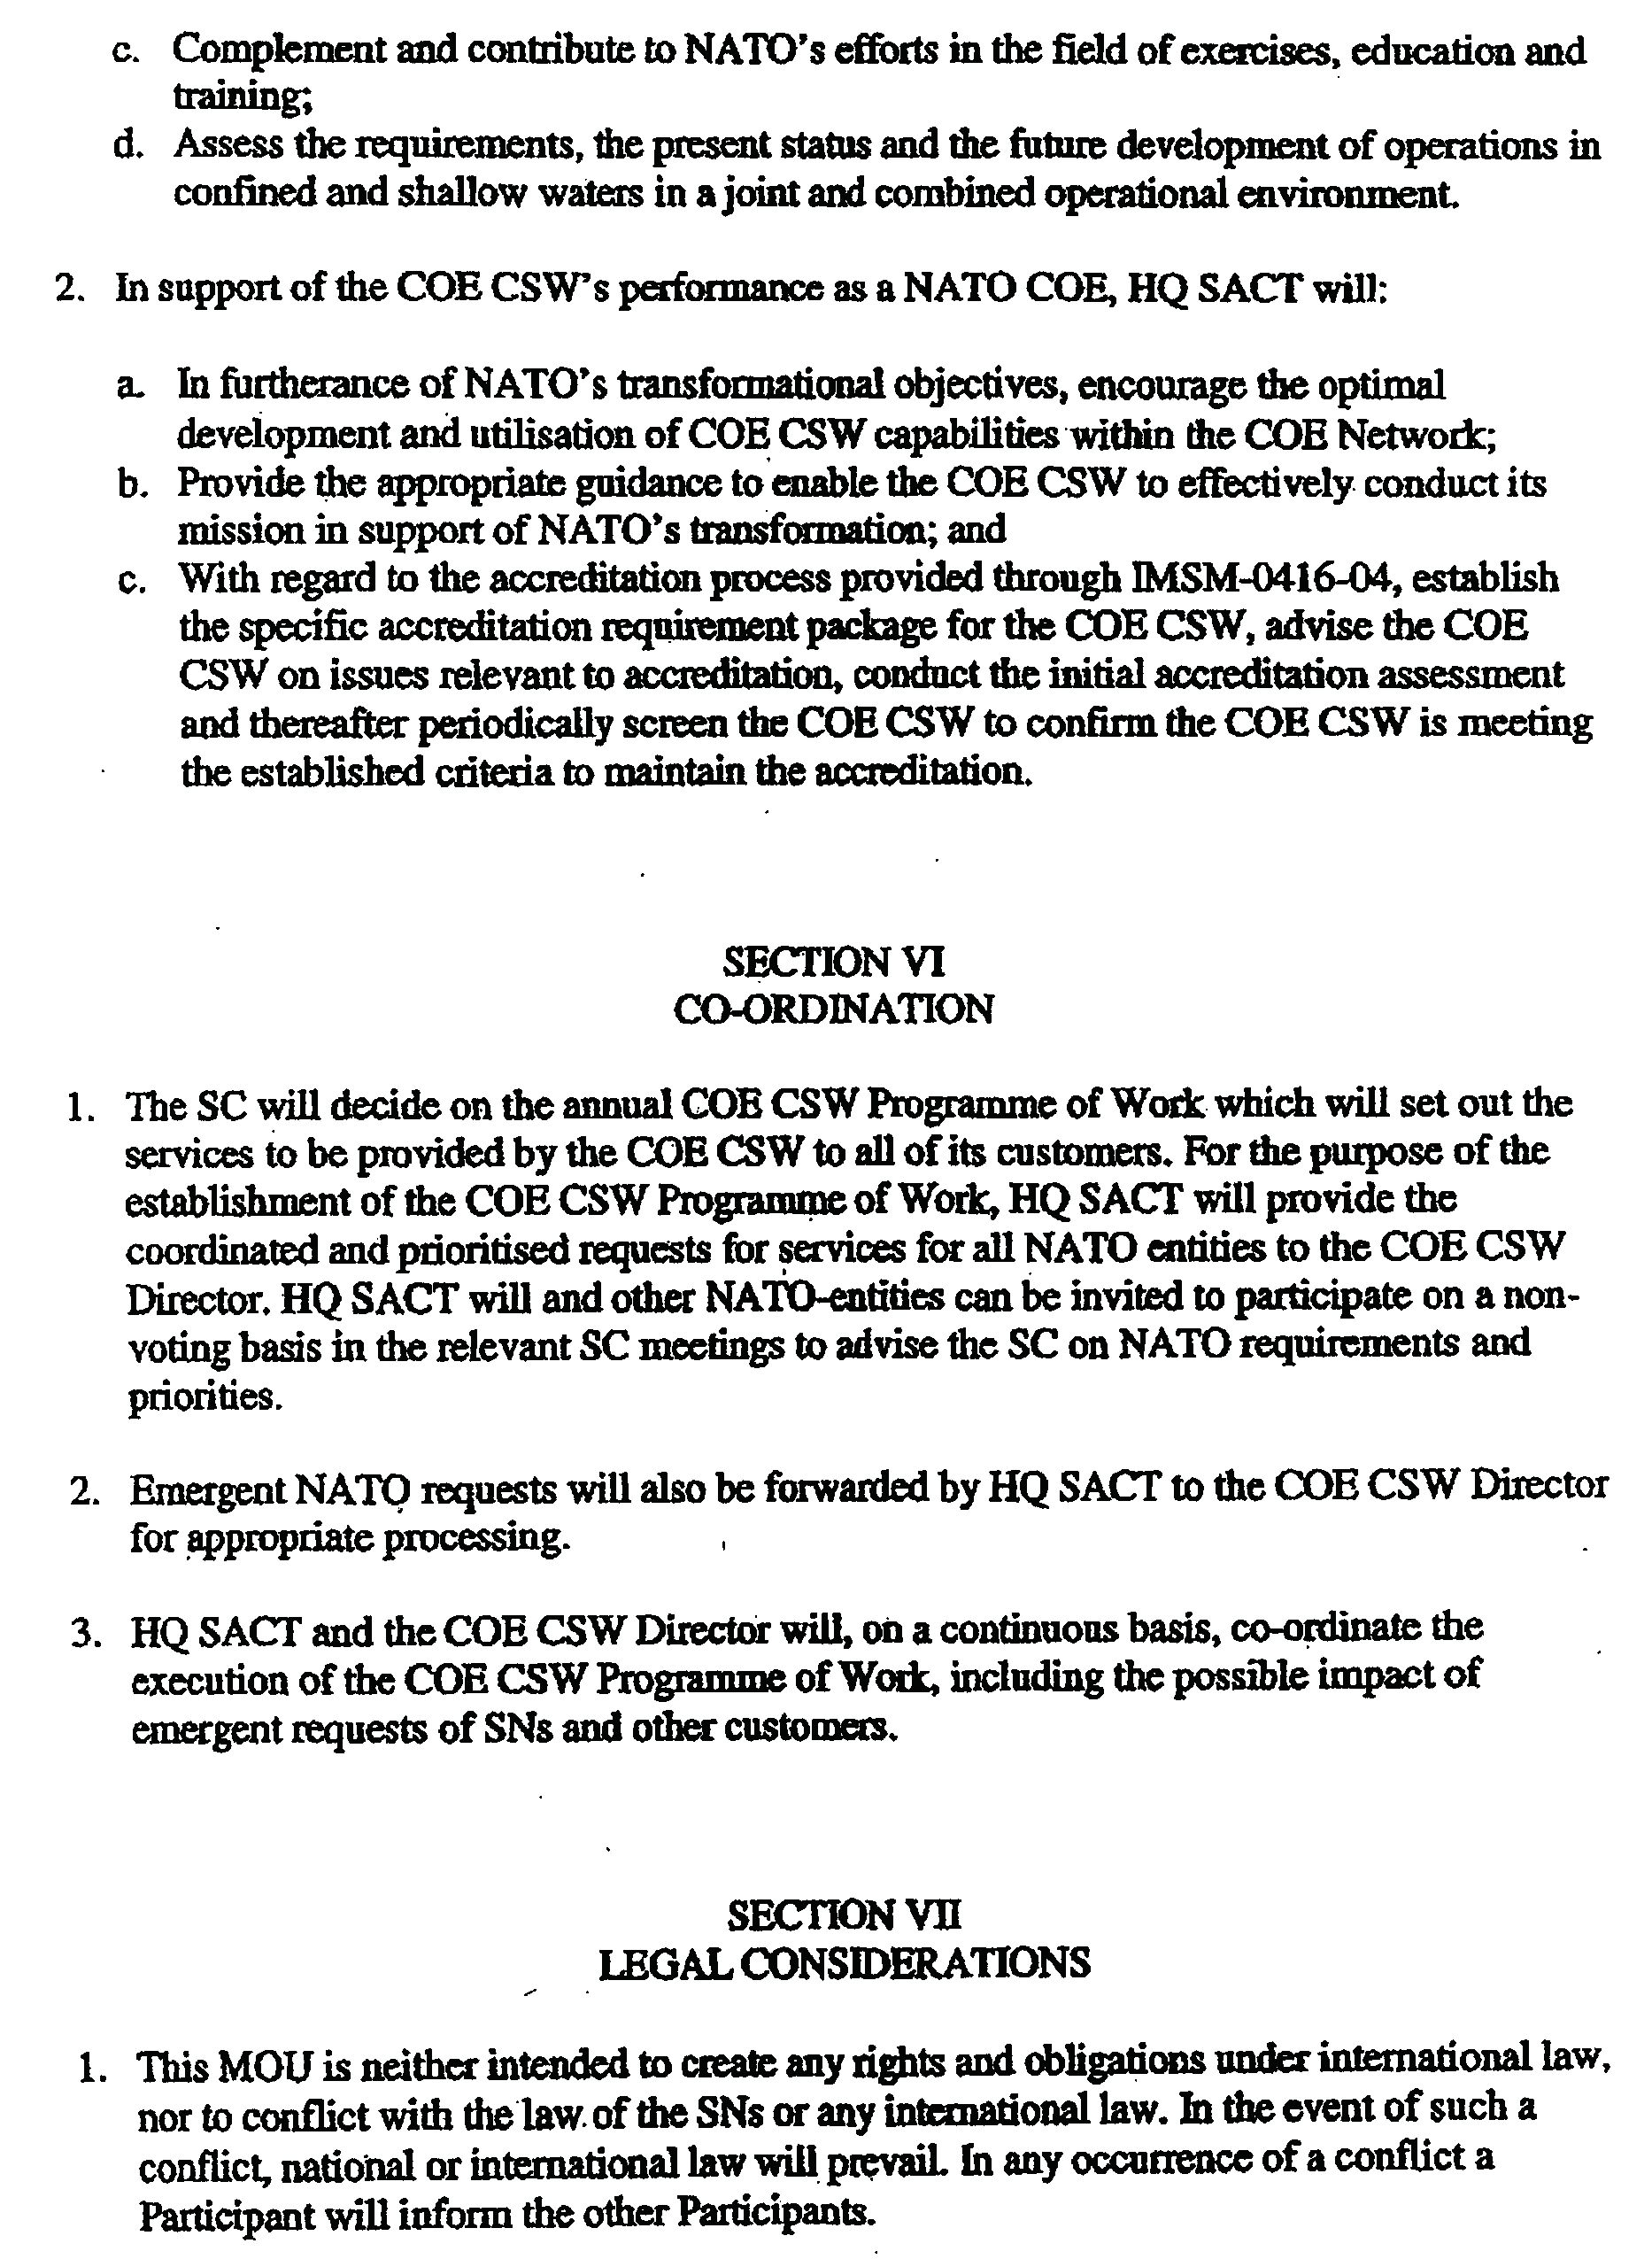 c. Complement and contribute to NATO's efforts in the field of exercises, education and
training;
d. Assess the requirements, the present status and the future development of operations in
confined and shallow waters in a joint and combined operational environment.
2. In support of the COE CSW's performance as a NATO COE, HQ SACT will:
a. In furtherance of NATO's transformational objectives, encourage the optimal
development and utilisation of COE CSW capabilities within the COE Network;
b. Provide the appropriate guidance to enable the COE CSW to effectively conduct its
mission in support of NATO's transformation; and
c. With regard to the accreditation process provided through IMSM-0416-04, establish
the specific accreditation requirement package for the COE CSW, advise the COE
CSW on issues relevant to accreditation, conduct the initial accreditation assessment
and thereafter periodically screen the COE CSW to confirm the COE CSW is meeting
the established criteria to maintain the accreditation.
SECTION VI
CO-ORDINATION
1. The SC will decide on the annual COE CSW Programme of Work which will set out the
services to be provided by the COE CSW to all of its customers. For the purpose of the
establishment of the COE CSW Programme of Work, HQ SACT will provide the
coordinated and prioritised requests for services for all NATO entities to the COE CSW
Director. HQ SACT will and other NATO-entities can be invited to participate on a non-
voting basis in the relevant SC meetings to advise the SC on NATO requirements and
priorities.
2. Emergent NATO requests will also be forwarded by HQ SACT to the COE CSW Director
for appropriate processing.
3. HQ SACT and the COE CSW Director will, on a continuous basis, co-ordinate the
execution of the COE CSW Programme of Work, including the possible impact of
emergent requests of SNs and other customers.
SECTION VII
LEGAL CONSIDERATIONS
1. This MOU is neither intended to create any rights and obligations under international law,
nor to conflict with the law of the SNs or any international law. In the event of such a
conflict, national or international law will prevail. In any occurrence of a conflict a
Participant will inform the other Participants.